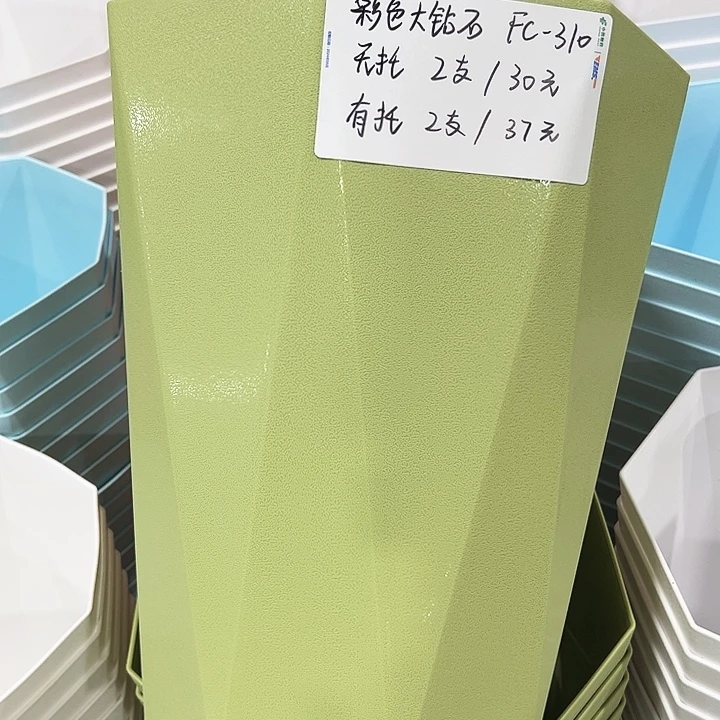 彩色大钻石 FC-310
无托 2支/30元
有托 2支/37元